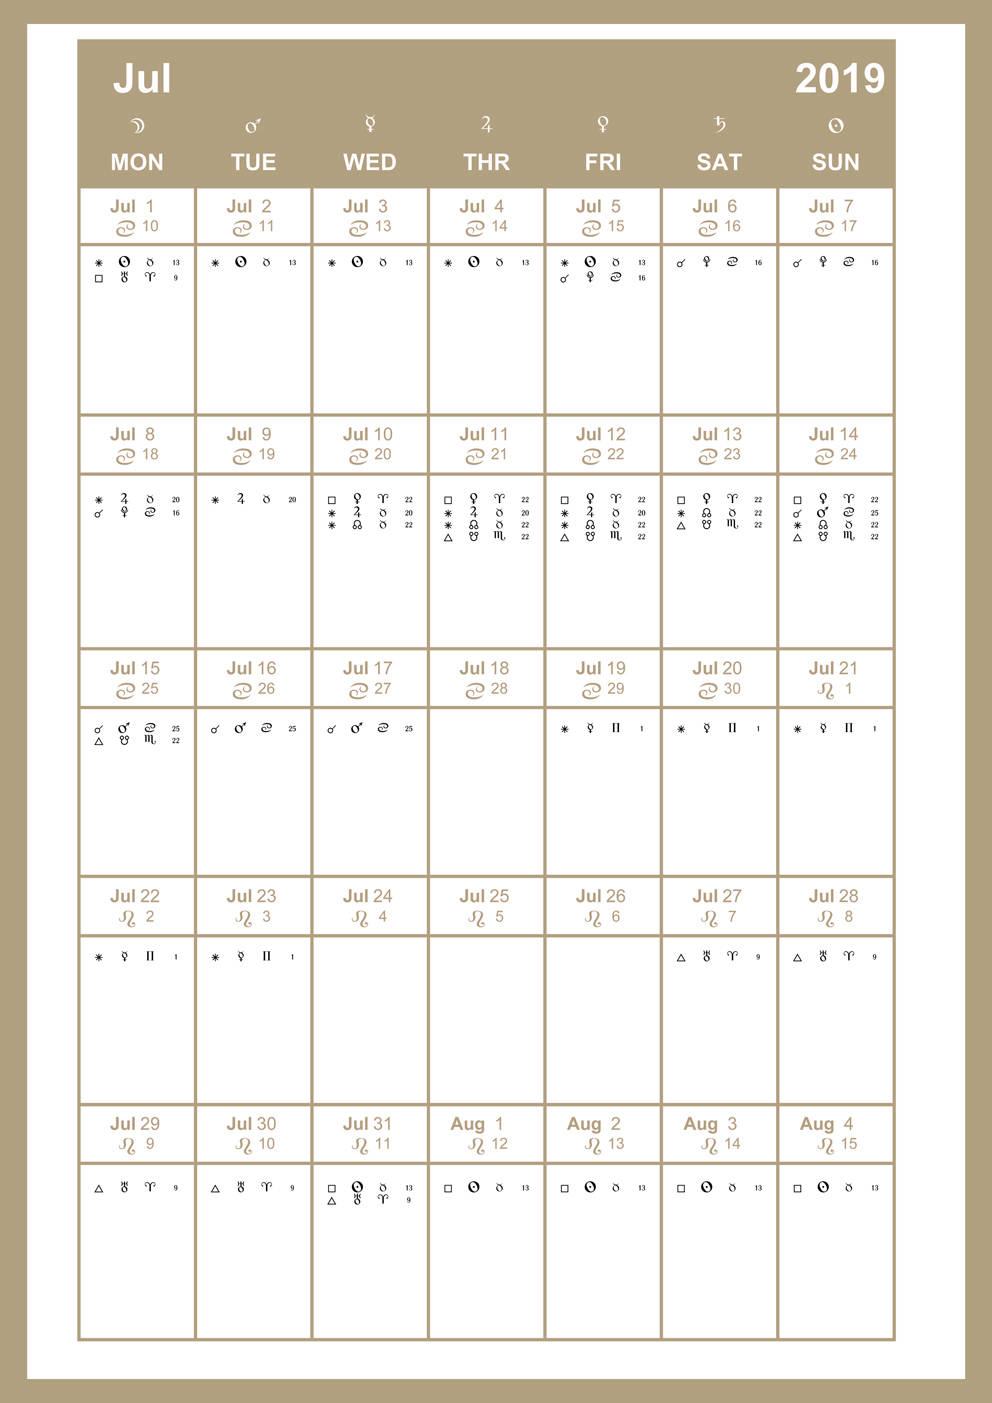 Jul 2019
☽ ♂ ☿ ♃ ♀ ♄ ☉
MON TUE WED THR FRI SAT SUN
Jul 1 Jul 2 Jul 3 Jul 4 Jul 5 Jul 6 Jul 7
♋ 10 ♋ 11 ♋ 13 ♋ 14 ♋ 15 ♋ 16 ♋ 17
⚹ ☉ ♉ 13 ⚹ ☉ ♉ 13 ⚹ ☉ ♉ 13 ⚹ ☉ ♉ 13 ⚹ ☉ ♉ 13 ☌ ⚴ ♋ 16 ☌ ⚴ ♋ 16
□ ♅ ♈ 9 ☌ ⚴ ♋ 16
Jul 8 Jul 9 Jul 10 Jul 11 Jul 12 Jul 13 Jul 14
♋ 18 ♋ 19 ♋ 20 ♋ 21 ♋ 22 ♋ 23 ♋ 24
⚹ ♃ ♉ 20 ⚹ ♃ ♉ 20 □ ♀ ♈ 22 □ ♀ ♈ 22 □ ♀ ♈ 22 □ ♀ ♈ 22 □ ♀ ♈ 22
☌ ⚴ ♋ 16 ⚹ ♃ ♉ 20 ⚹ ♃ ♉ 20 ⚹ ♃ ♉ 20 ⚹ ☊ ♉ 22 ☌ ♂ ♋ 25
⚹ ☊ ♉ 22 ⚹ ☊ ♉ 22 ⚹ ☊ ♉ 22 △ ☋ ♏ 22 ⚹ ☊ ♉ 22
△ ☋ ♏ 22 △ ☋ ♏ 22 △ ☋ ♏ 22
Jul 15 Jul 16 Jul 17 Jul 18 Jul 19 Jul 20 Jul 21
♋ 25 ♋ 26 ♋ 27 ♋ 28 ♋ 29 ♋ 30 ♌ 1
☌ ♂ ♋ 25 ☌ ♂ ♋ 25 ☌ ♂ ♋ 25 ⚹ ☿ ♊ 1 ⚹ ☿ ♊ 1 ⚹ ☿ ♊ 1
△ ☋ ♏ 22
Jul 22 Jul 23 Jul 24 Jul 25 Jul 26 Jul 27 Jul 28
♌ 2 ♌ 3 ♌ 4 ♌ 5 ♌ 6 ♌ 7 ♌ 8
⚹ ☿ ♊ 1 ⚹ ☿ ♊ 1 △ ♅ ♈ 9 △ ♅ ♈ 9
Jul 29 Jul 30 Jul 31 Aug 1 Aug 2 Aug 3 Aug 4
♌ 9 ♌ 10 ♌ 11 ♌ 12 ♌ 13 ♌ 14 ♌ 15
△ ♅ ♈ 9 △ ♅ ♈ 9 □ ☉ ♉ 13 □ ☉ ♉ 13 □ ☉ ♉ 13 □ ☉ ♉ 13 □ ☉ ♉ 13
△ ♅ ♈ 9